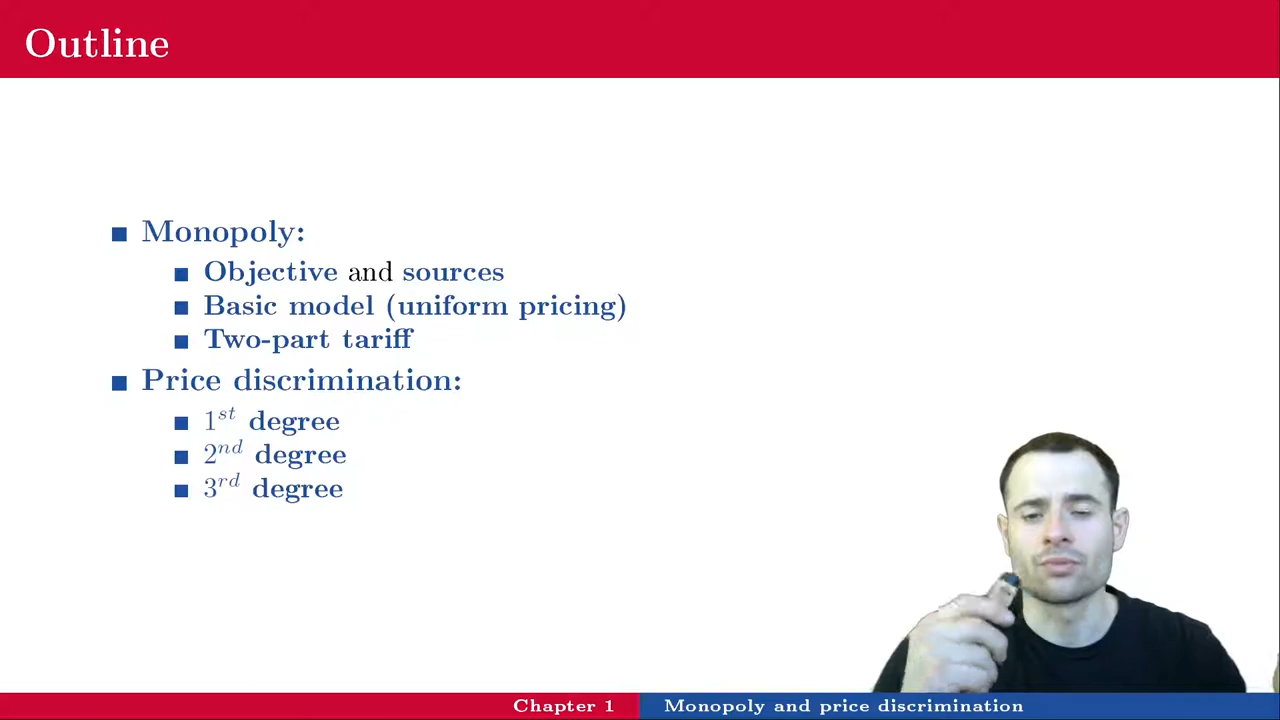 Outline
Monopoly:
Objective and sources
Basic model (uniform pricing)
Two-part tariff
Price discrimination:
1st degree
2nd degree
3rd degree
Chapter 1
Monopoly and price discrimination